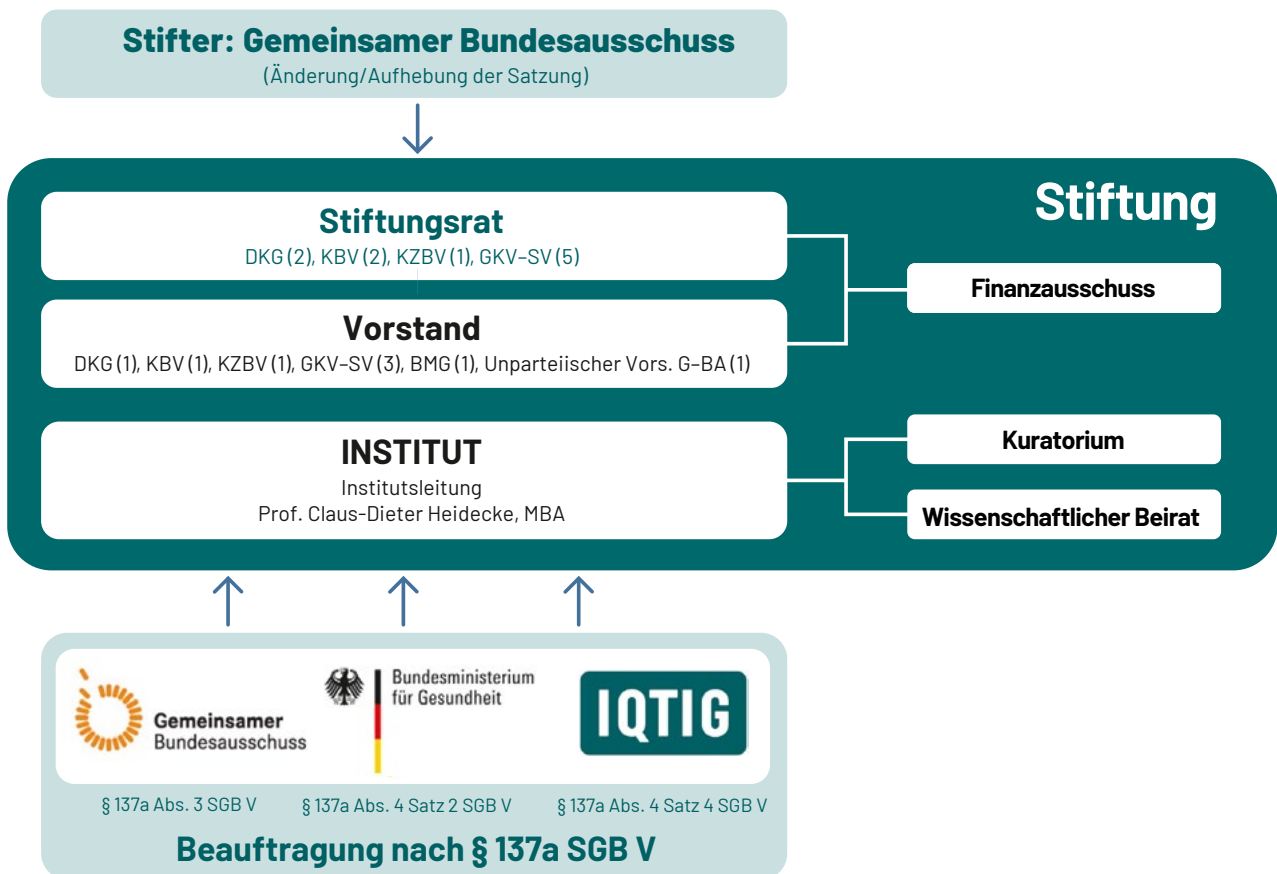 Stifter: Gemeinsamer Bundesausschuss
(Änderung/Aufhebung der Satzung)
Stiftung
Stiftungsrat
DKG (2), KBV (2), KZBV (1), GKV–SV (5)
Finanzausschuss
Vorstand
DKG (1), KBV (1), KZBV (1), GKV–SV (3), BMG (1), Unparteiischer Vors. G–BA (1)
INSTITUT
Institutsleitung
Prof. Claus-Dieter Heidecke, MBA
Kuratorium
Wissenschaftlicher Beirat
Gemeinsamer
Bundesausschuss
Bundesministerium
für Gesundheit
IQTIG
§ 137a Abs. 3 SGB V
§ 137a Abs. 4 Satz 2 SGB V
§ 137a Abs. 4 Satz 4 SGB V
Beauftragung nach § 137a SGB V